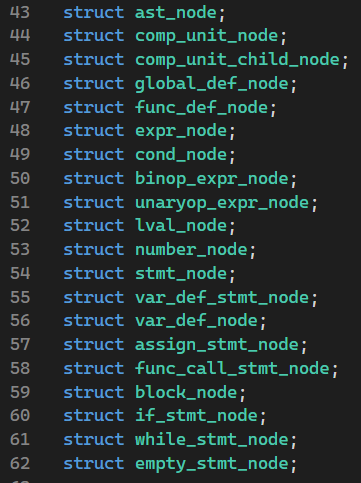 43 struct ast_node;
44 struct comp_unit_node;
45 struct comp_unit_child_node;
46 struct global_def_node;
47 struct func_def_node;
48 struct expr_node;
49 struct cond_node;
50 struct binop_expr_node;
51 struct unaryop_expr_node;
52 struct lval_node;
53 struct number_node;
54 struct stmt_node;
55 struct var_def_stmt_node;
56 struct var_def_node;
57 struct assign_stmt_node;
58 struct func_call_stmt_node;
59 struct block_node;
60 struct if_stmt_node;
61 struct while_stmt_node;
62 struct empty_stmt_node;